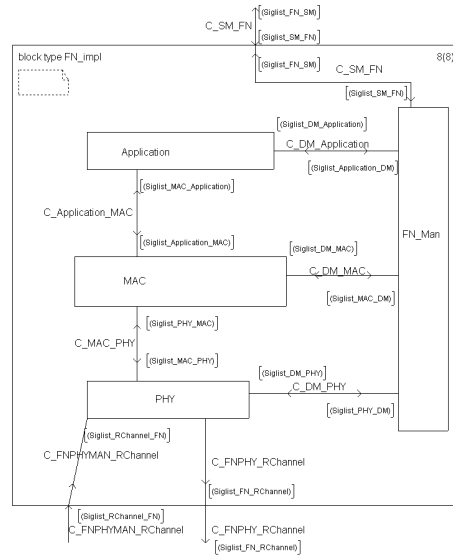 [(Siglist_FN_SM)]
C_SM_FN
[(Siglist_SM_FN)]
block type FN_impl
8(8)
[(Siglist_FN_SM)]
C_SM_FN
[(Siglist_SM_FN)]
[(Siglist_DM_Application)]
C_DM_Application
Application
[(Siglist_Application_DM)]
[(Siglist_MAC_Application)]
C_Application_MAC
FN_Man
[(Siglist_Application_MAC)]
[(Siglist_DM_MAC)]
C_DM_MAC
MAC
[(Siglist_MAC_DM)]
[(Siglist_PHY_MAC)]
C_MAC_PHY
[(Siglist_MAC_PHY)]
[(Siglist_DM_PHY)]
C_DM_PHY
PHY
[(Siglist_PHY_DM)]
[(Siglist_RChannel_FN)]
C_FNPHYMAN_RChannel
C_FNPHY_RChannel
[(Siglist_FN_RChannel)]
[(Siglist_RChannel_FN)]
C_FNPHYMAN_RChannel
C_FNPHY_RChannel
[(Siglist_FN_RChannel)]